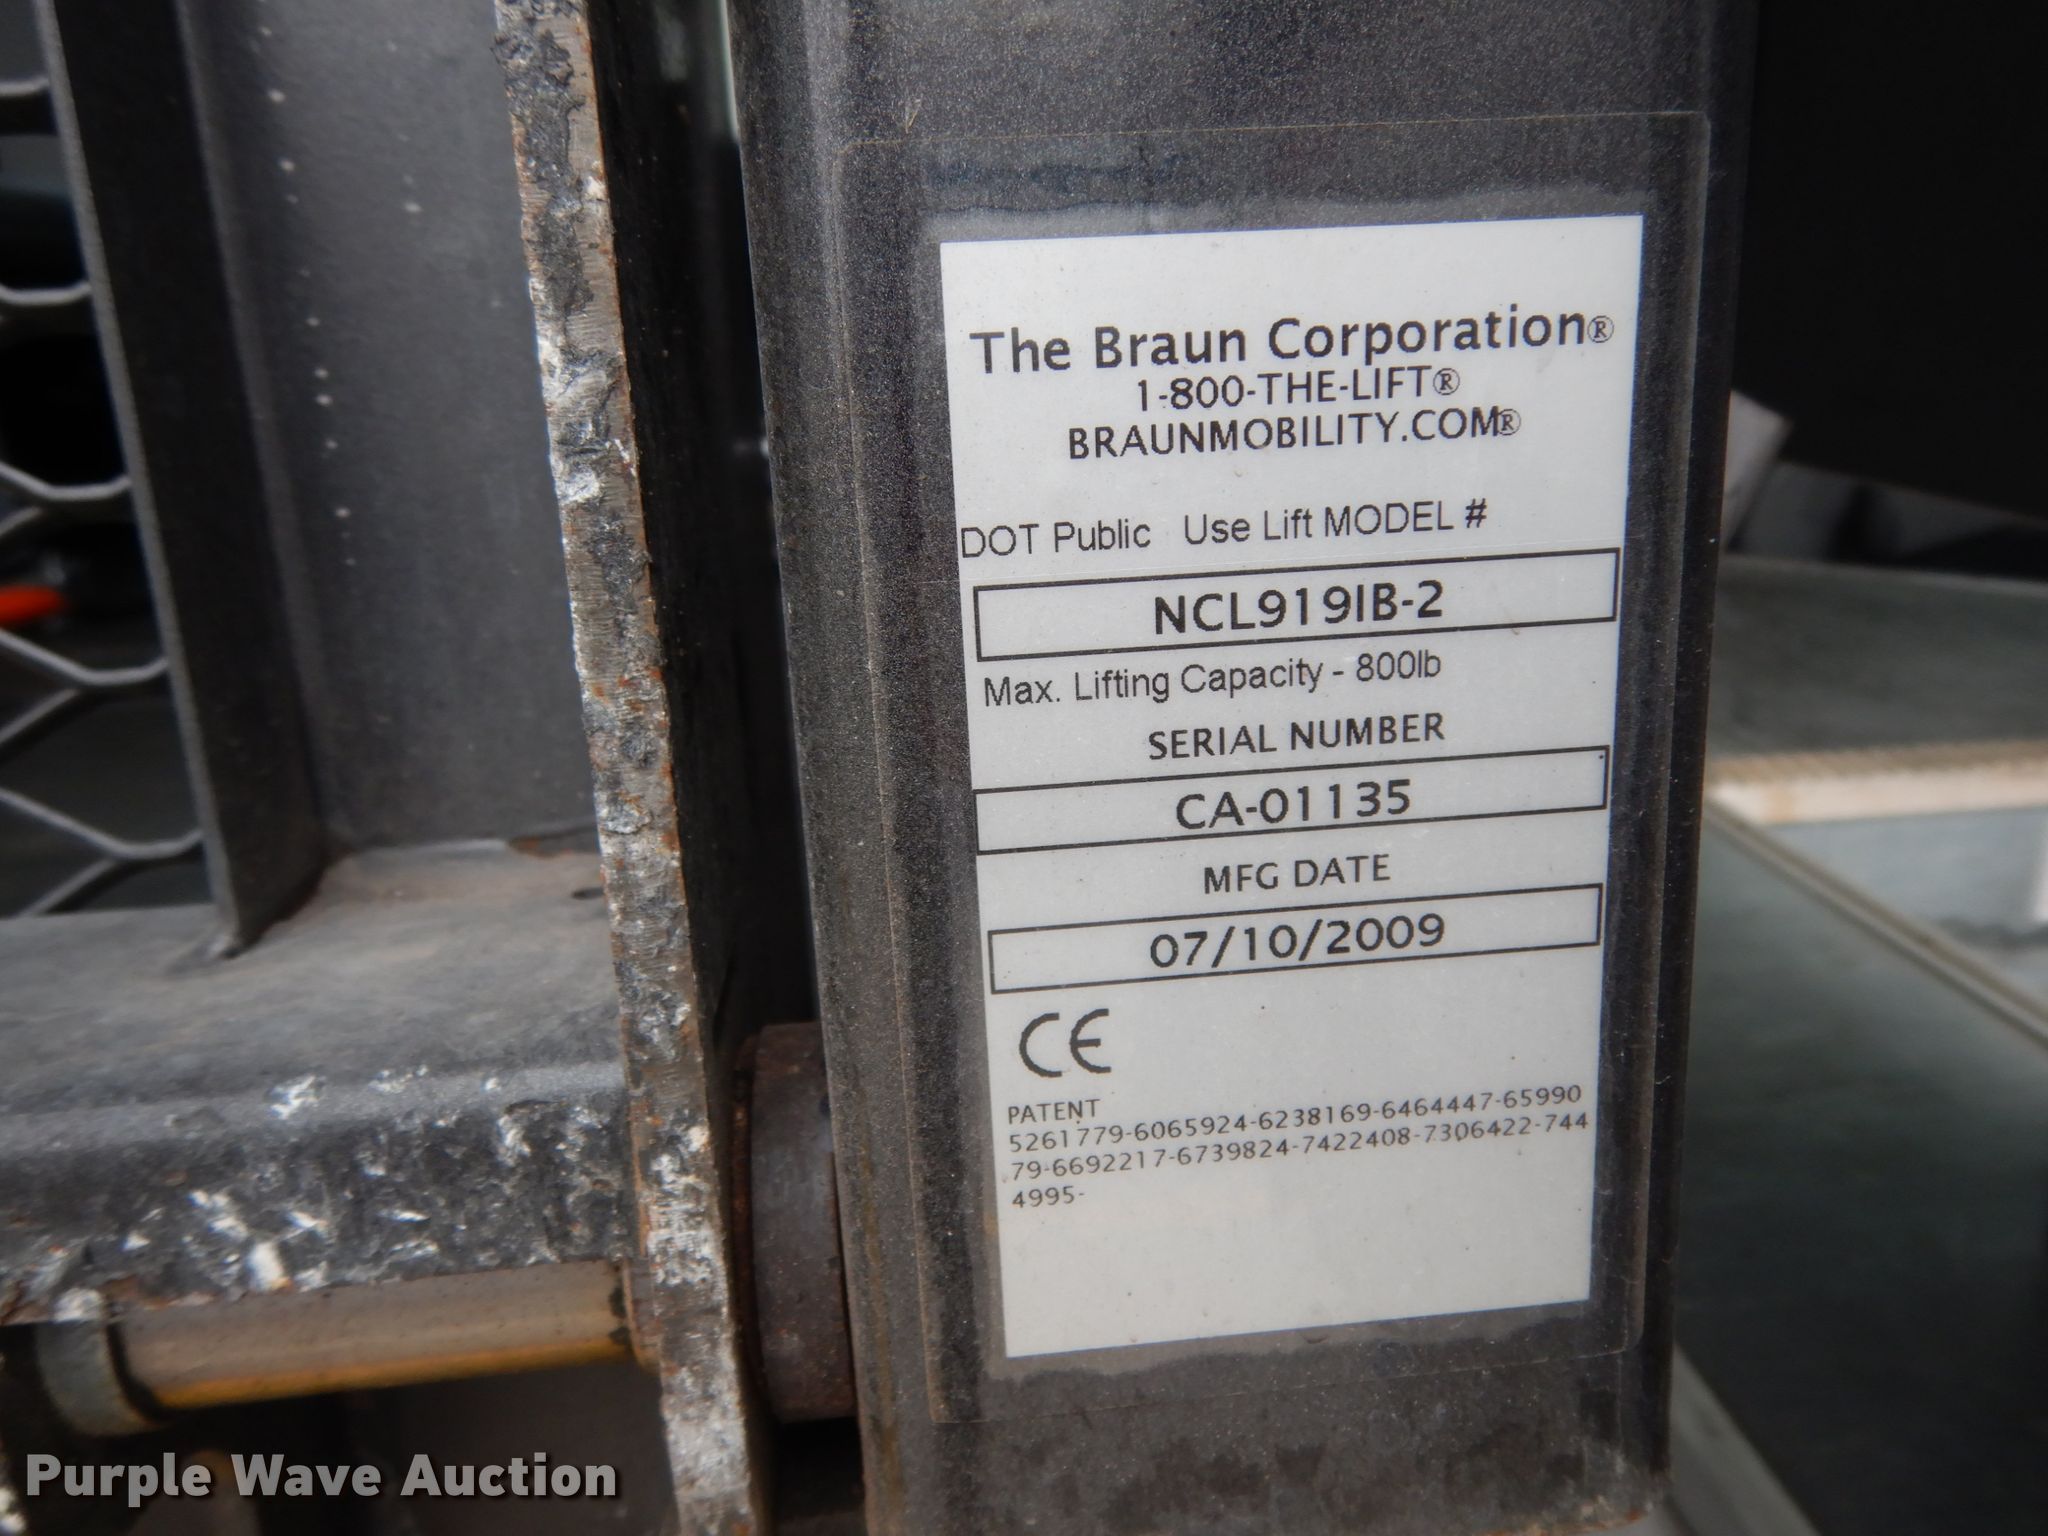 The Braun Corporation®
1-800-THE-LIFT®
BRAUNMOBILITY.COM®
DOT Public Use Lift MODEL #
NCL919IB-2
Max. Lifting Capacity - 800lb
SERIAL NUMBER
CA-01135
MFG DATE
07/10/2009
CE
PATENT
5261779-6065924-6238169-6464447-65990
79-6692217-6739824-7422408-7306422-744
4995-
Purple Wave Auction